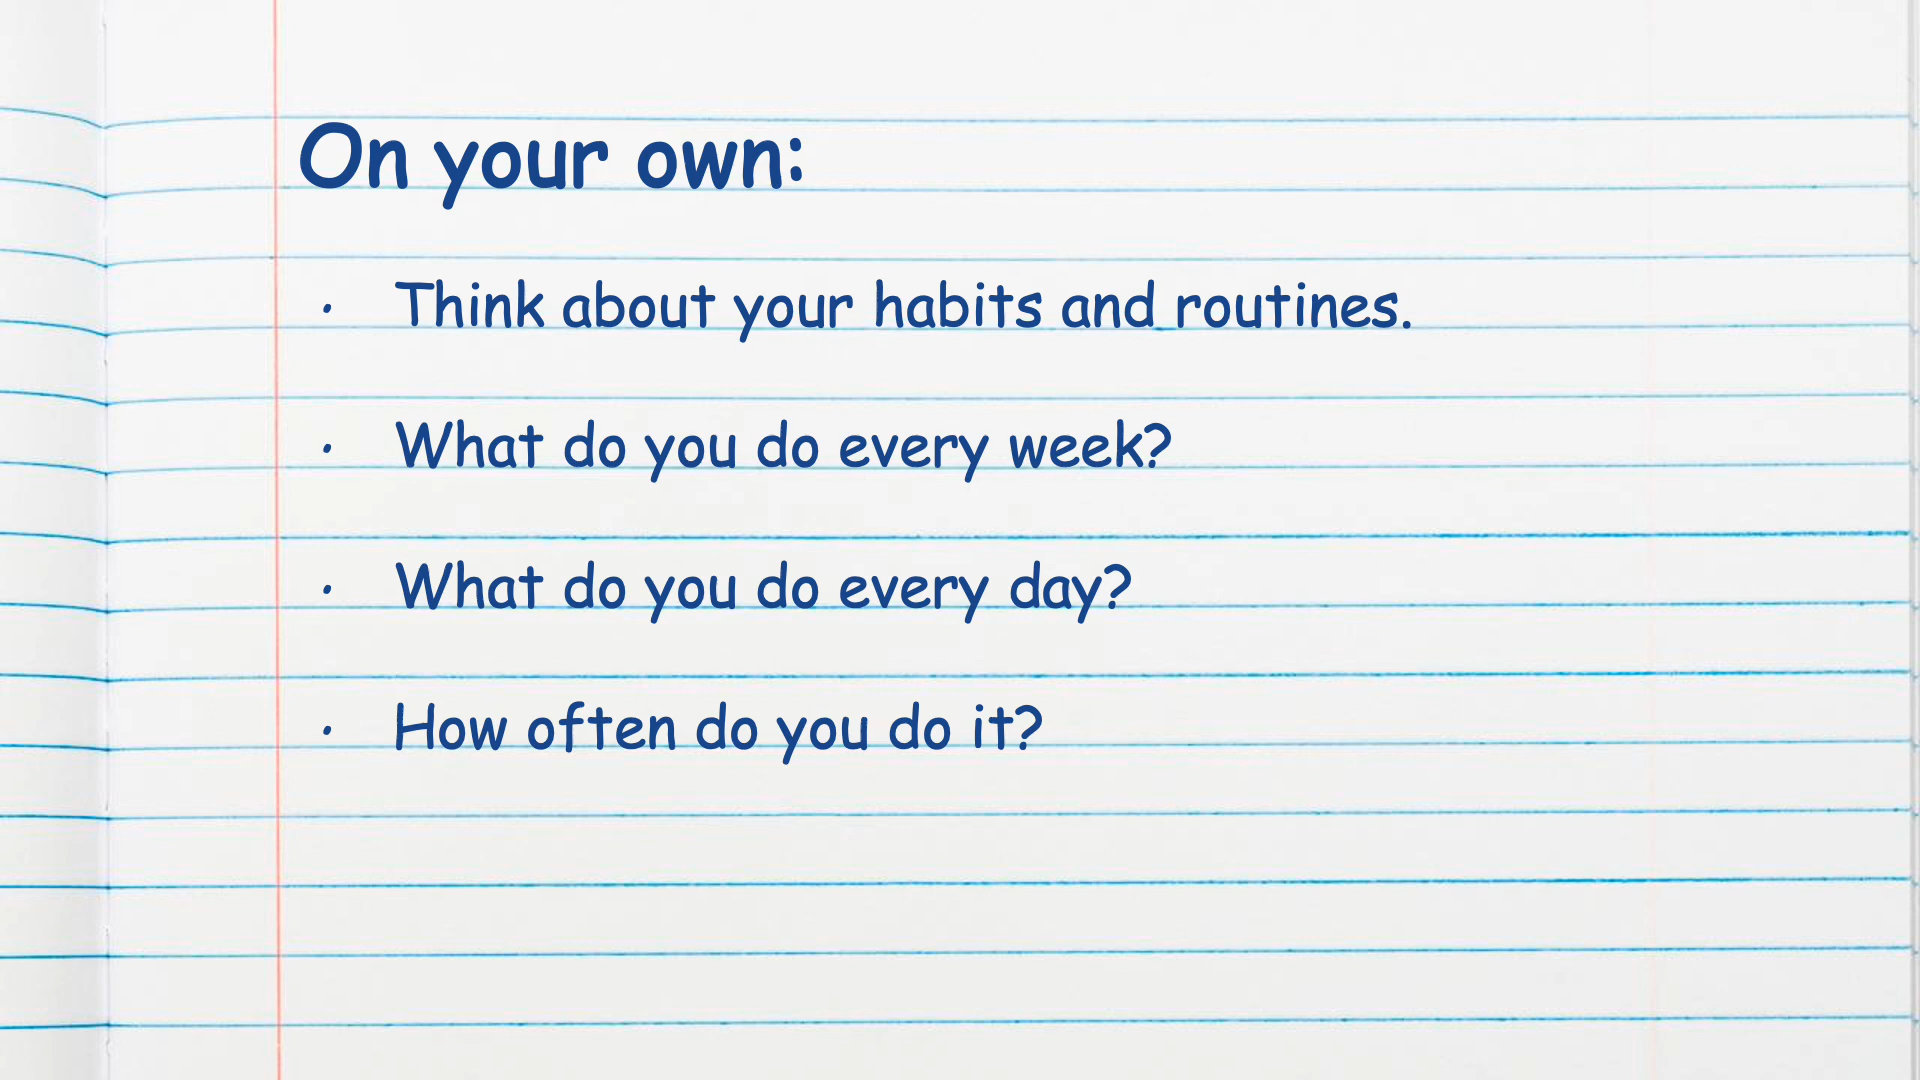 On your own:
· Think about your habits and routines.
· What do you do every week?
· What do you do every day?
· How often do you do it?